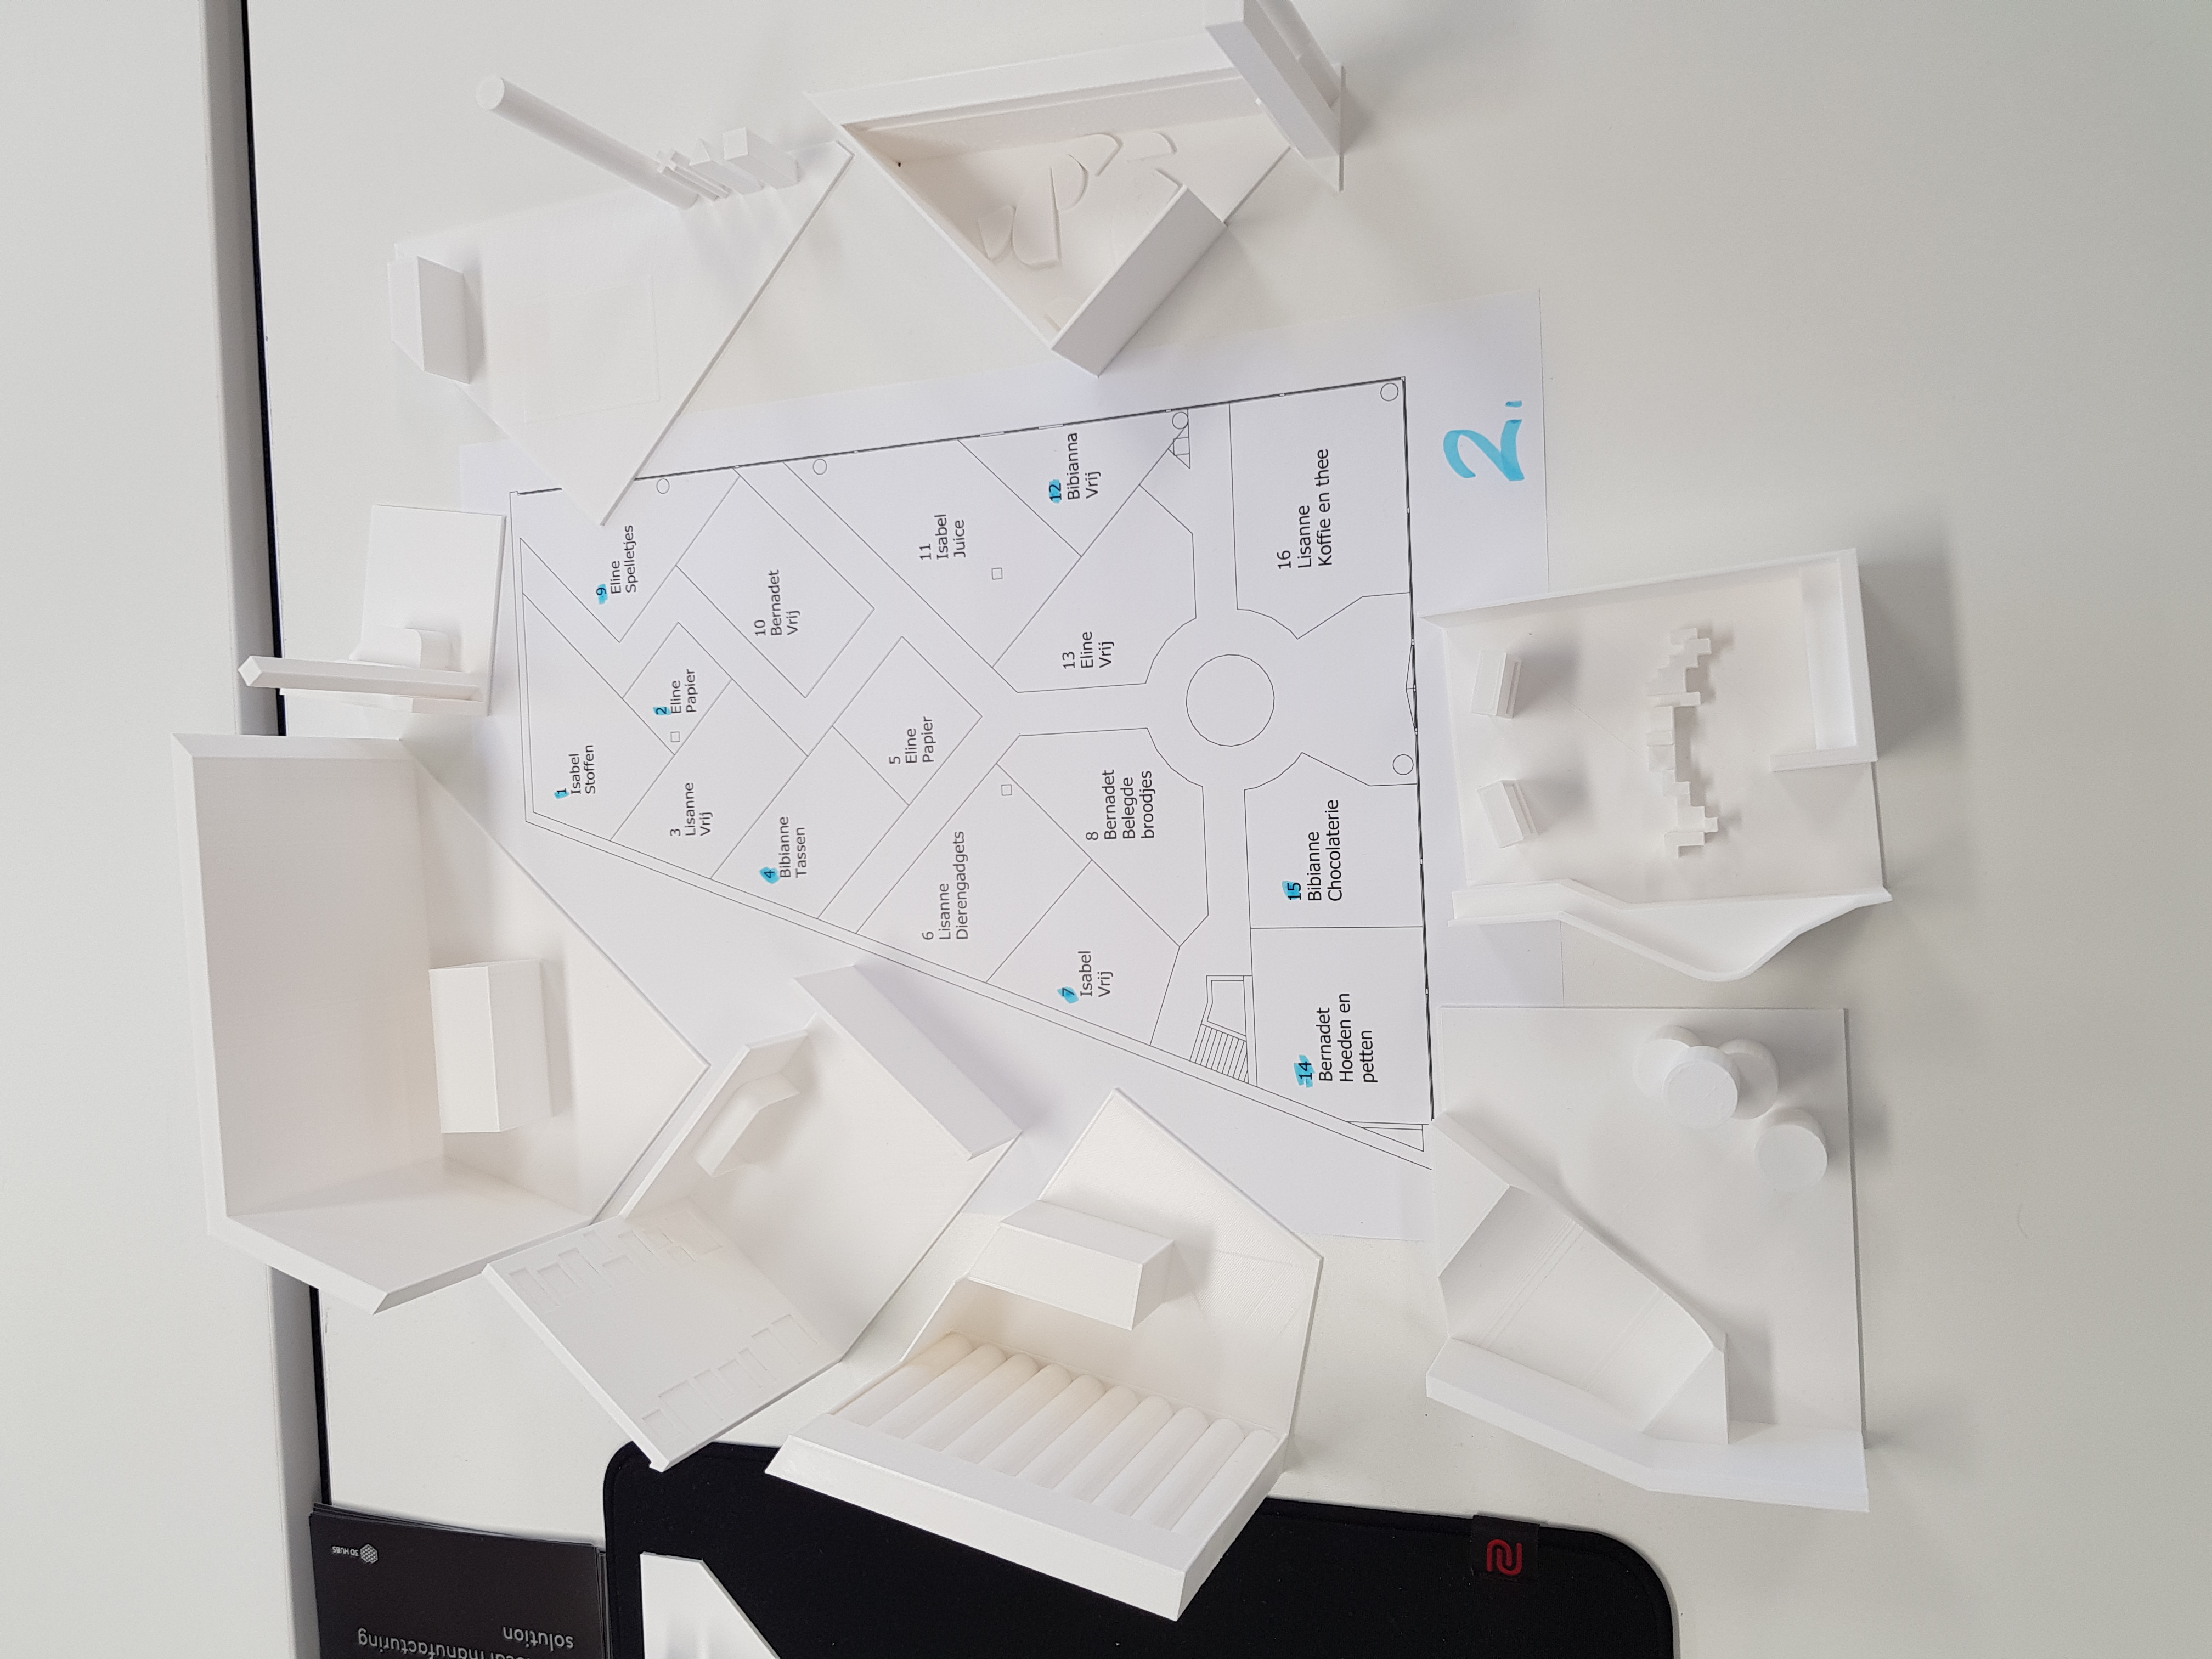 3D HUBS
manufacturing
solution
1
Isabel
Stoffen
9
Eline
Spelletjes
2
Eline
Papier
3
Lisanne
Vrij
4
Bibianne
Tassen
10
Bernadet
Vrij
5
Eline
Papier
6
Lisanne
Dierengadgets
11
Isabel
Juice
7
Isabel
Vrij
8
Bernadet
Belegde
broodjes
13
Eline
Vrij
12
Bibianna
Vrij
14
Bernadet
Hoeden en
petten
15
Bibianne
Chocolaterie
16
Lisanne
Koffie en thee
2.